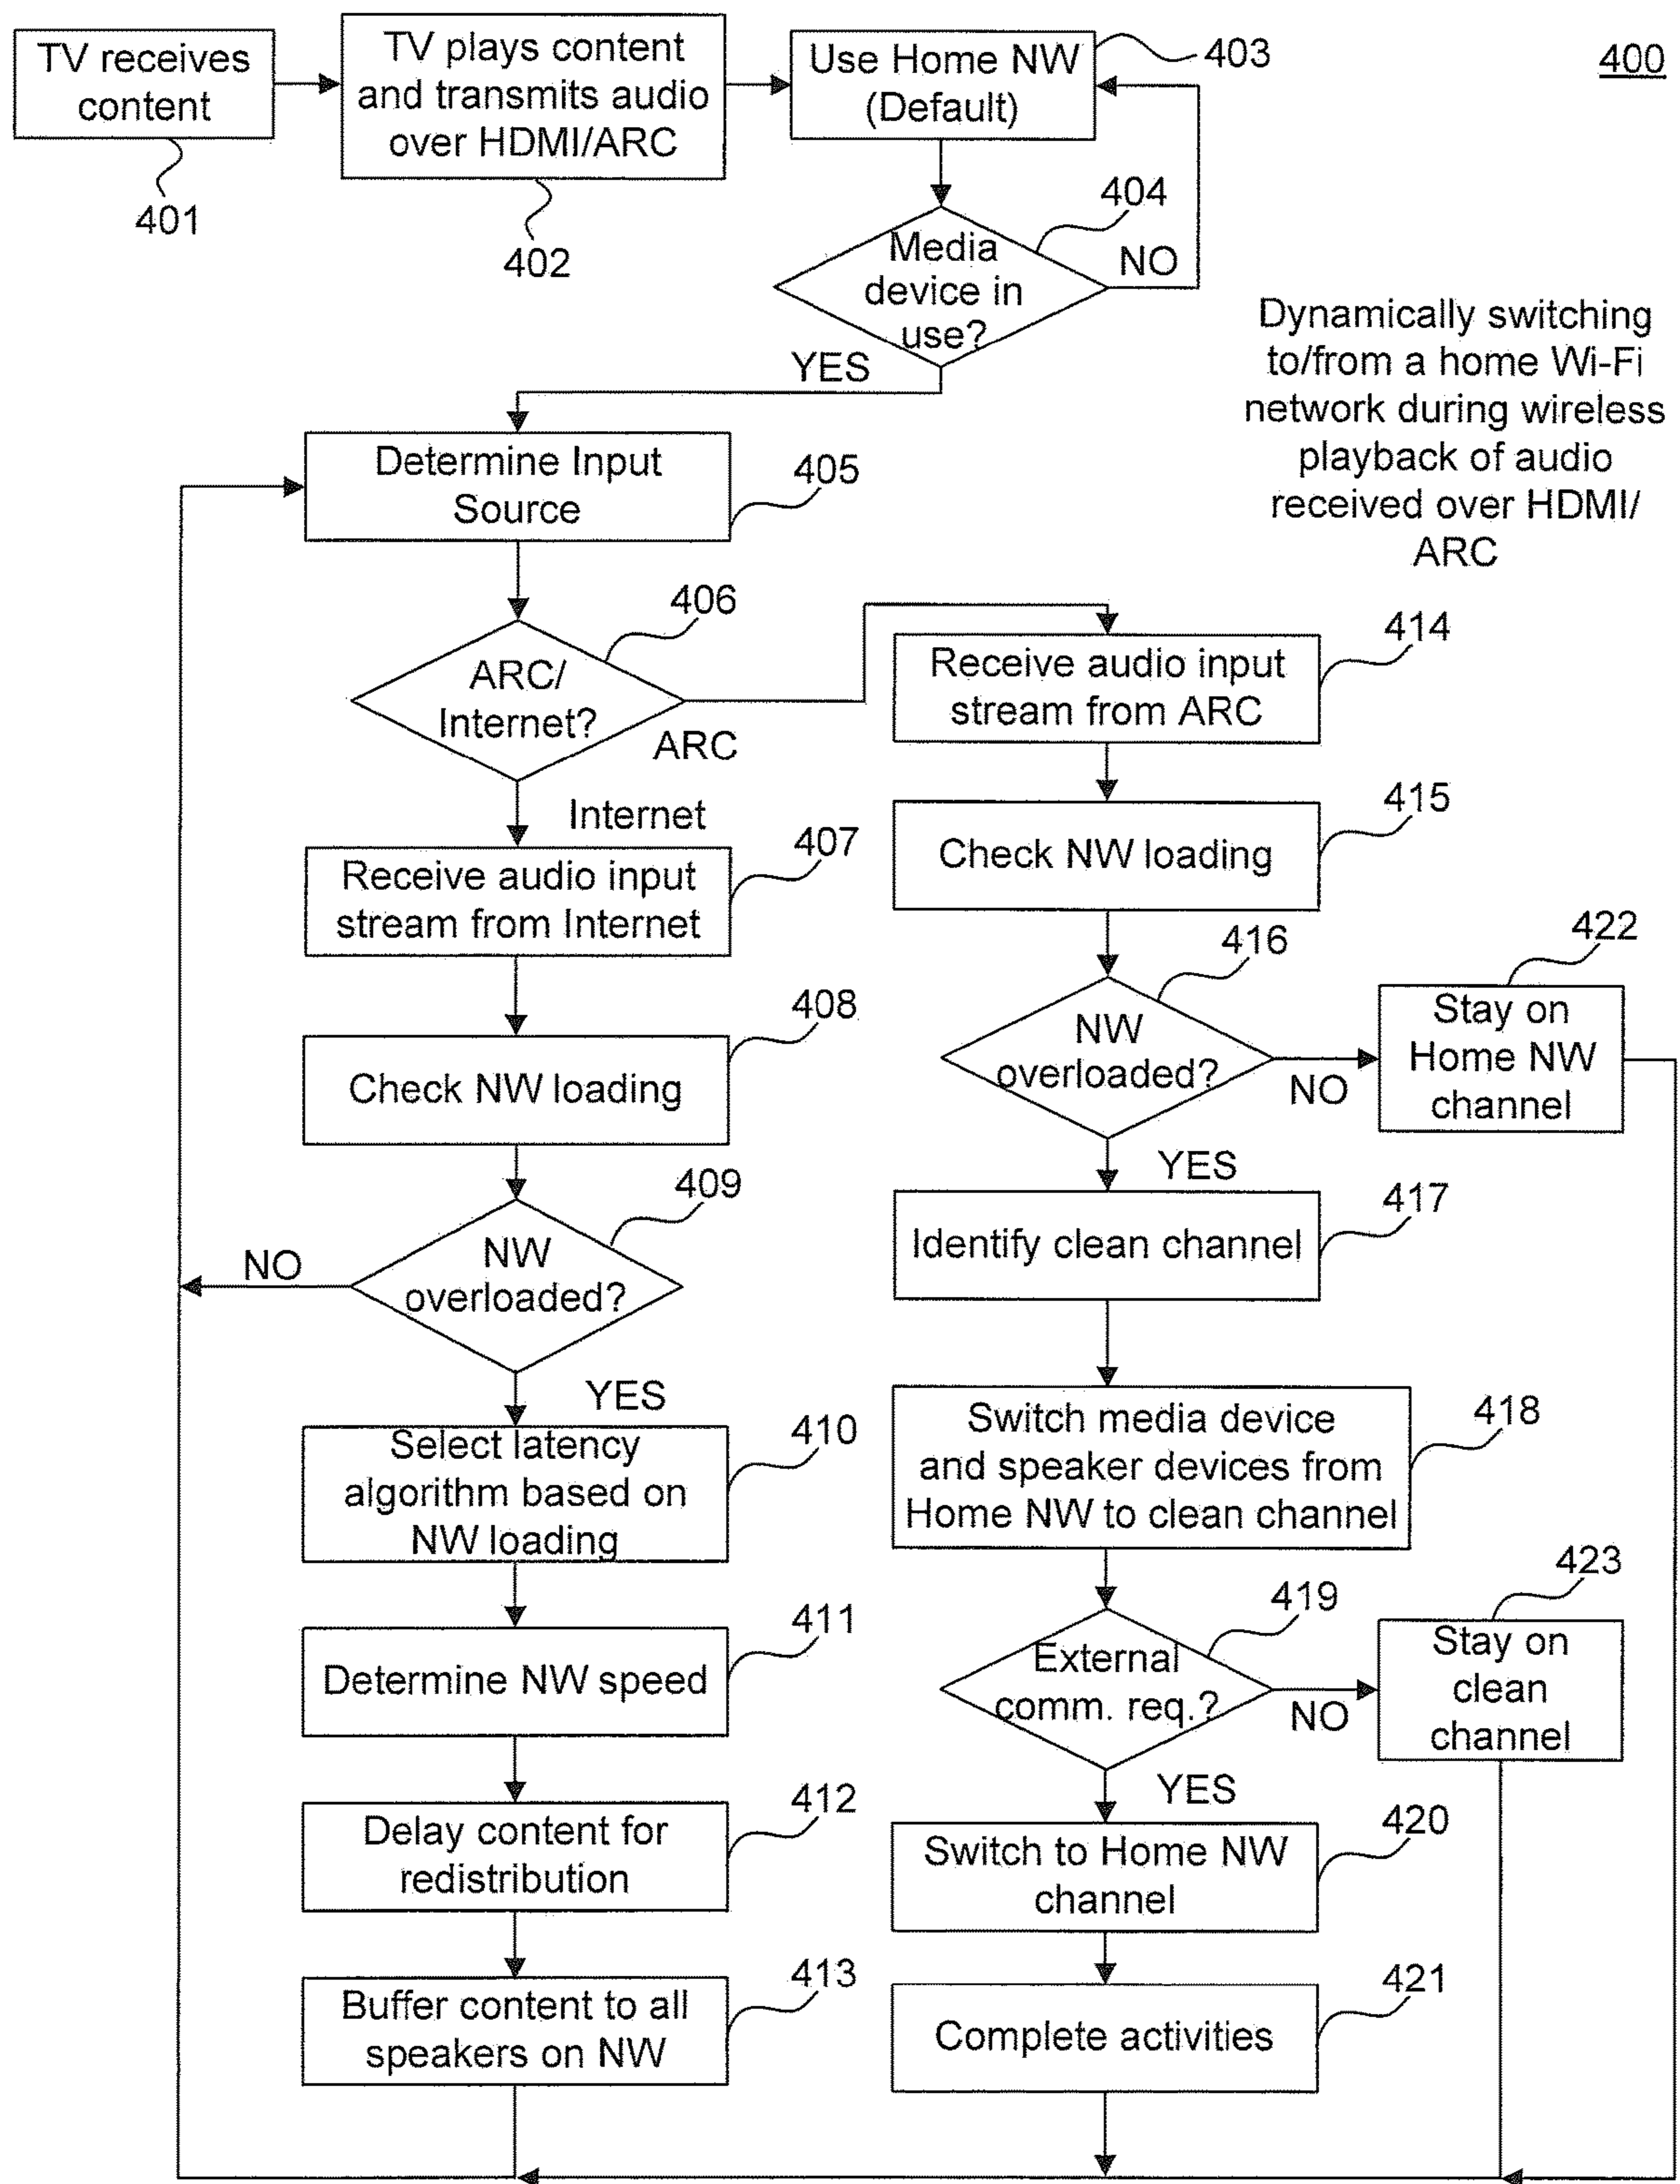 TV receives
content
401
TV plays content
and transmits audio
over HDMI/ARC
402
Use Home NW
(Default)
403
400
Media
device in
use?
404
NO
YES
Dynamically switching
to/from a home Wi-Fi
network during wireless
playback of audio
received over HDMI/
ARC
Determine Input
Source
405
ARC/
Internet?
406
ARC
Internet
Receive audio input
stream from Internet
407
Check NW loading
408
NW
overloaded?
409
NO
YES
Select latency
algorithm based on
NW loading
410
Determine NW speed
411
Delay content for
redistribution
412
Buffer content to all
speakers on NW
413
Receive audio input
stream from ARC
414
Check NW loading
415
NW
overloaded?
416
NO
Stay on
Home NW
channel
422
YES
Identify clean channel
417
Switch media device
and speaker devices from
Home NW to clean channel
418
External
comm. req.?
419
NO
Stay on
clean
channel
423
YES
Switch to Home NW
channel
420
Complete activities
421